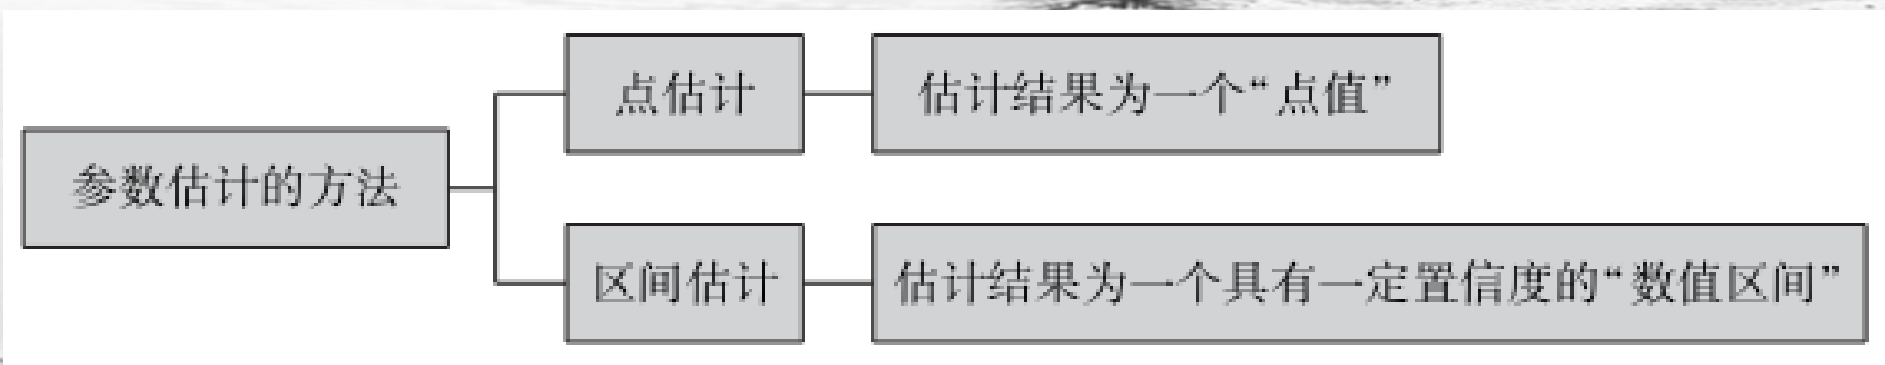 参数估计的方法
点估计
估计结果为一个“点值”
区间估计
估计结果为一个具有一定置信度的“数值区间”